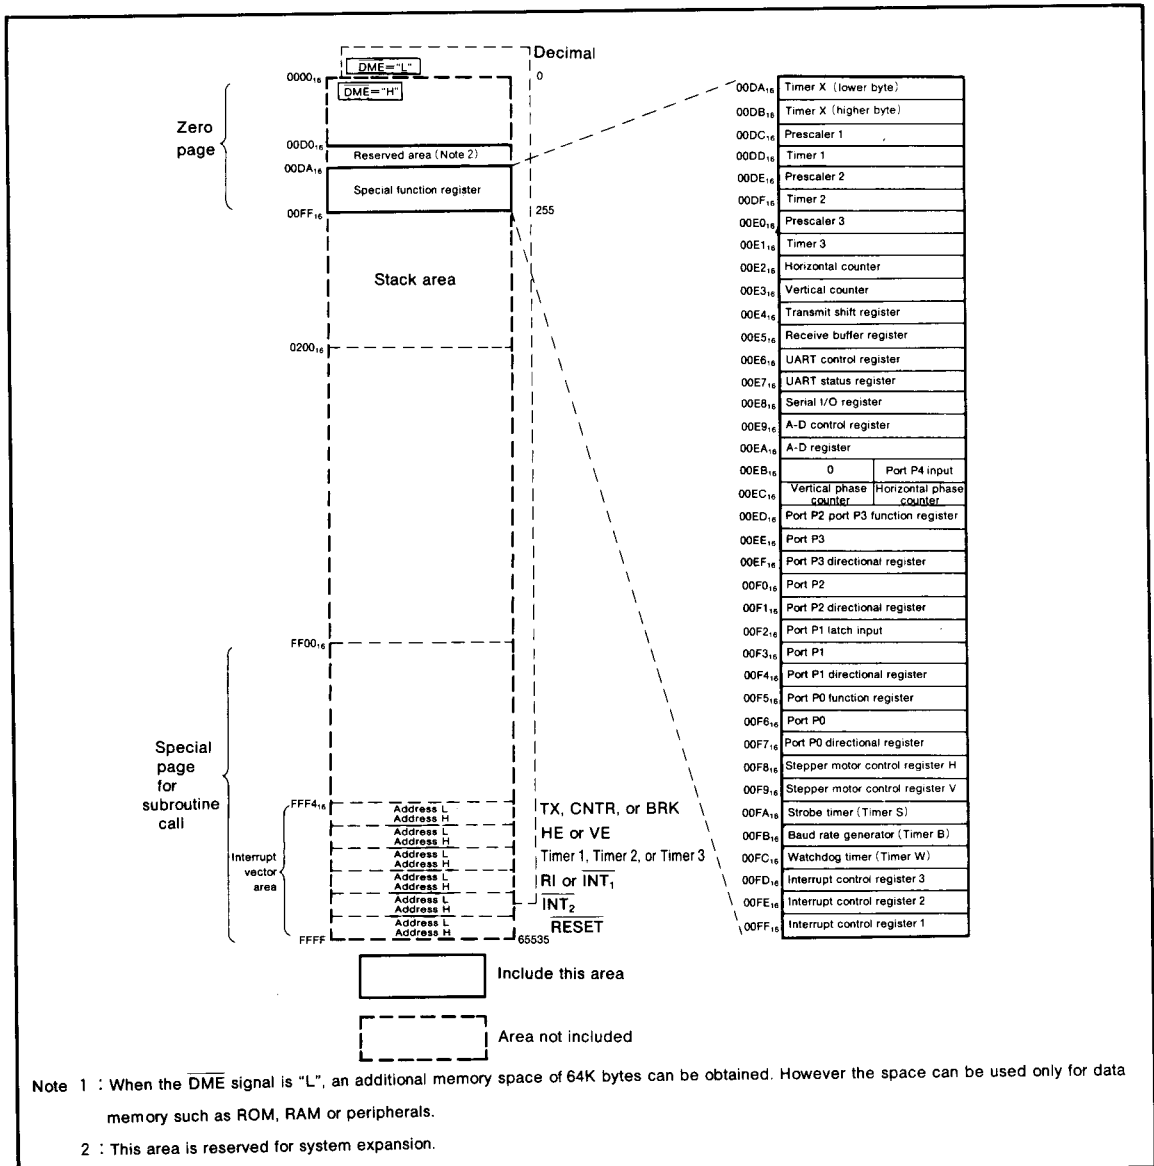 Decimal
DME="L"
0000₁₆
0
DME="H"
Zero
page
00D0₁₆
Reserved area (Note 2)
00DA₁₆
Special function register
00FF₁₆
255
Stack area
0200₁₆
FF00₁₆
Special
page
for
subroutine
call
FFF4₁₆
Interrupt
vector
area
Address L
Address H
TX, CNTR, or BRK
Address L
Address H
HE or VE
Address L
Address H
Timer 1, Timer 2, or Timer 3
Address L
Address H
RI or INT₁
Address L
Address H
INT₂
Address L
Address H
RESET
FFFF
65535
00DA₁₆ Timer X (lower byte)
00DB₁₆ Timer X (higher byte)
00DC₁₆ Prescaler 1
00DD₁₆ Timer 1
00DE₁₆ Prescaler 2
00DF₁₆ Timer 2
00E0₁₆ Prescaler 3
00E1₁₆ Timer 3
00E2₁₆ Horizontal counter
00E3₁₆ Vertical counter
00E4₁₆ Transmit shift register
00E5₁₆ Receive buffer register
00E6₁₆ UART control register
00E7₁₆ UART status register
00E8₁₆ Serial I/O register
00E9₁₆ A-D control register
00EA₁₆ A-D register
00EB₁₆ 0 Port P4 input
00EC₁₆ Vertical phase counter Horizontal phase counter
00ED₁₆ Port P2 port P3 function register
00EE₁₆ Port P3
00EF₁₆ Port P3 directional register
00F0₁₆ Port P2
00F1₁₆ Port P2 directional register
00F2₁₆ Port P1 latch input
00F3₁₆ Port P1
00F4₁₆ Port P1 directional register
00F5₁₆ Port P0 function register
00F6₁₆ Port P0
00F7₁₆ Port P0 directional register
00F8₁₆ Stepper motor control register H
00F9₁₆ Stepper motor control register V
00FA₁₆ Strobe timer (Timer S)
00FB₁₆ Baud rate generator (Timer B)
00FC₁₆ Watchdog timer (Timer W)
00FD₁₆ Interrupt control register 3
00FE₁₆ Interrupt control register 2
00FF₁₆ Interrupt control register 1
Include this area
Area not included
Note 1 : When the DME signal is "L", an additional memory space of 64K bytes can be obtained. However the space can be used only for data
memory such as ROM, RAM or peripherals.
2 : This area is reserved for system expansion.